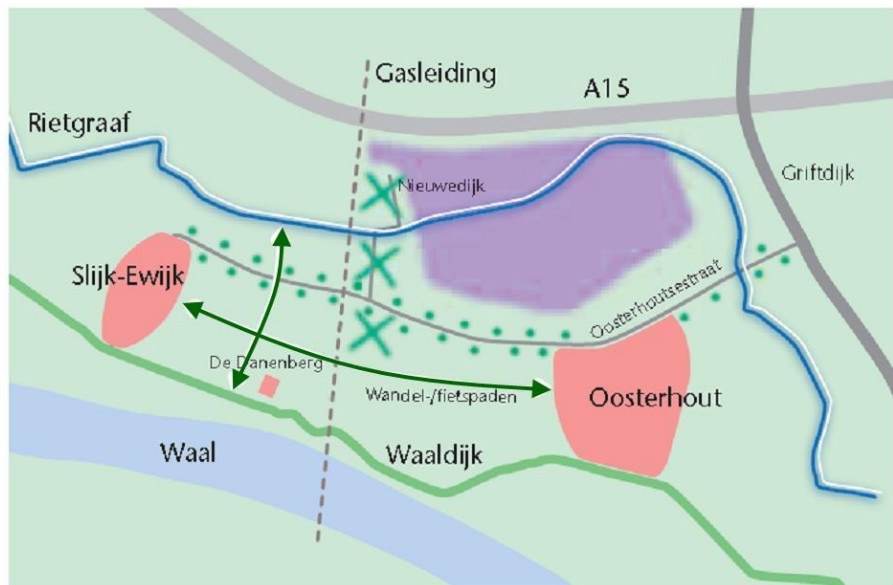 Gasleiding
A15
Rietgraaf
Nieuwedijk
Griftdijk
Slijk-Ewijk
Oosterhoutsestraat
De Danenberg
Wandel-/fietspaden
Oosterhout
Waal
Waaldijk